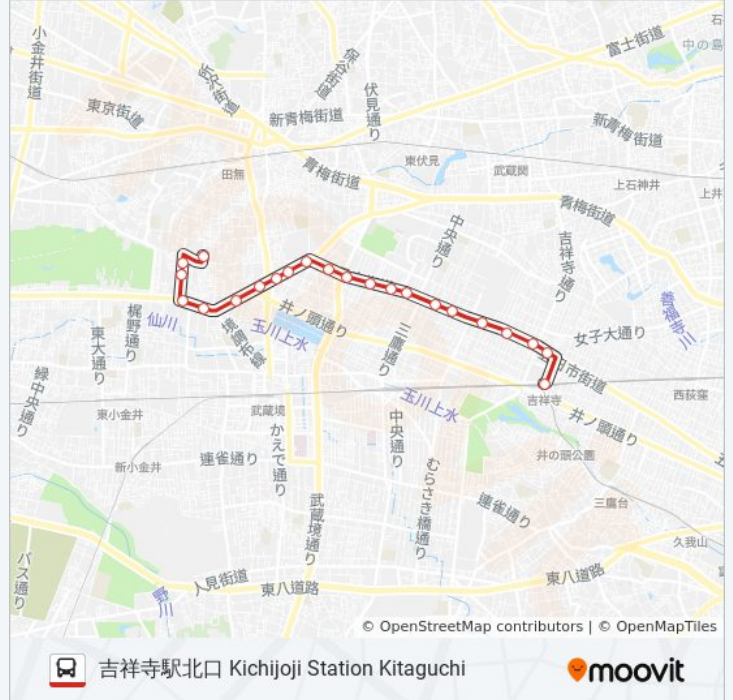 小金井街道
石
富士街道
中の島
保谷街道
所沢街道
伏見通り
東京街道
新青梅街道
新青梅街道
東伏見
武蔵関
田無
青梅街道
上石神井
上井
青梅街道
中央通り
吉祥寺通り
善福寺川
井ノ頭通り
梶野通り
仙川
境調布線
玉川上水
東大通り
三鷹通り
女子大通り
日市街道
緑中央通り
玉川上水
吉祥寺
西荻窪
東小金井
武蔵境
かえで通り
中央通り
井ノ頭通り
新小金井
連雀通り
井の頭公園
むらさき橋通り
武蔵境通り
連雀通り
三鷹台
久我山
バス通り
人見街道
東八道路
東八道路
野川
© OpenStreetMap contributors | © OpenMapTiles
吉祥寺駅北口 Kichijoji Station Kitaguchi
moovit